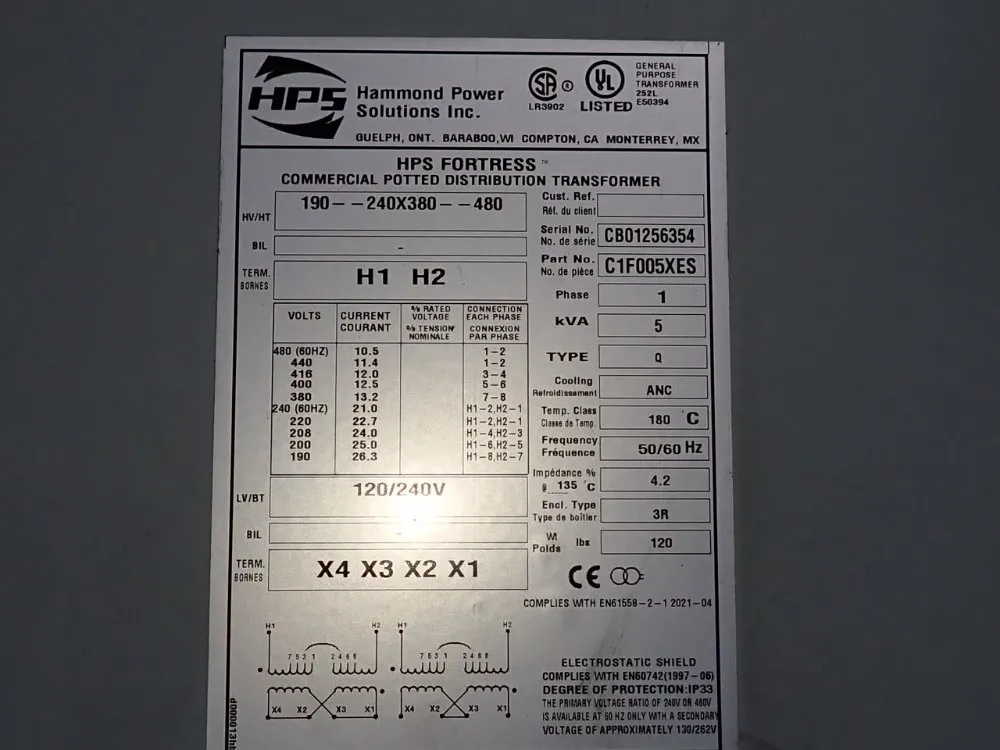 HPS
Hammond Power
Solutions Inc.
SA
LR3902
UL
LISTED
GENERAL
PURPOSE
TRANSFORMER
252L
E50394
GUELPH, ONT. BARABOO,WI COMPTON, CA MONTERREY, MX
HPS FORTRESS™
COMMERCIAL POTTED DISTRIBUTION TRANSFORMER
HV/HT 190--240X380--480
BIL -
TERM.
BORNES
H1 H2
VOLTS CURRENT COURANT % RATED VOLTAGE % TENSION NOMINALE CONNECTION EACH PHASE CONNEXION PAR PHASE
480 (60HZ) 10.5 1-2
440 11.4 1-2
416 12.0 3-4
400 12.5 5-6
380 13.2 7-8
240 (60HZ) 21.0 H1-2,H2-1
220 22.7 H1-2,H2-1
208 24.0 H1-4,H2-3
200 25.0 H1-6,H2-5
190 26.3 H1-8,H2-7
LV/BT 120/240V
BIL -
TERM.
BORNES
X4 X3 X2 X1
Cust. Ref.
Réf. du client
Serial No.
No. de série
CB01256354
Part No.
No. de pièce
C1F005XES
Phase 1
kVA 5
TYPE Q
Cooling
Refroidissement
ANC
Temp. Class
Classe de Temp.
180 °C
Frequency
Fréquence
50/60 Hz
Impédance %
@ 135 °C
4.2
Encl. Type
Type de boîtier
3R
Wt
Poids
lbs 120
CE
COMPLIES WITH EN61558-2-1 2021-04
H1 H2 H1 H2
7 5 3 1 2 4 6 8 7 5 3 1 2 4 6 8
X4 X2 X3 X1 X4 X2 X3 X1
ELECTROSTATIC SHIELD
COMPLIES WITH EN60742(1997-06)
DEGREE OF PROTECTION:IP33
THE PRIMARY VOLTAGE RATIO OF 240V OR 480V
IS AVAILABLE AT 60 HZ ONLY WITH A SECONDARY
VOLTAGE OF APPROXIMATELY 130/262V